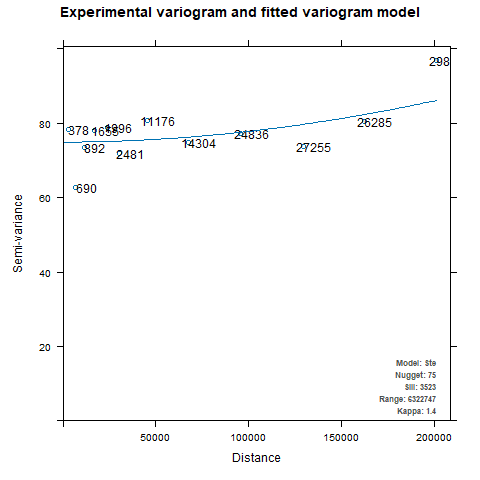 Experimental variogram and fitted variogram model
Semi-variance
80
60
40
20
378
690
892
1655
1996
2481
11176
14304
24836
27255
26285
298
Model: Ste
Nugget: 75
Sill: 3523
Range: 6322747
Kappa: 1.4
50000
100000
150000
200000
Distance